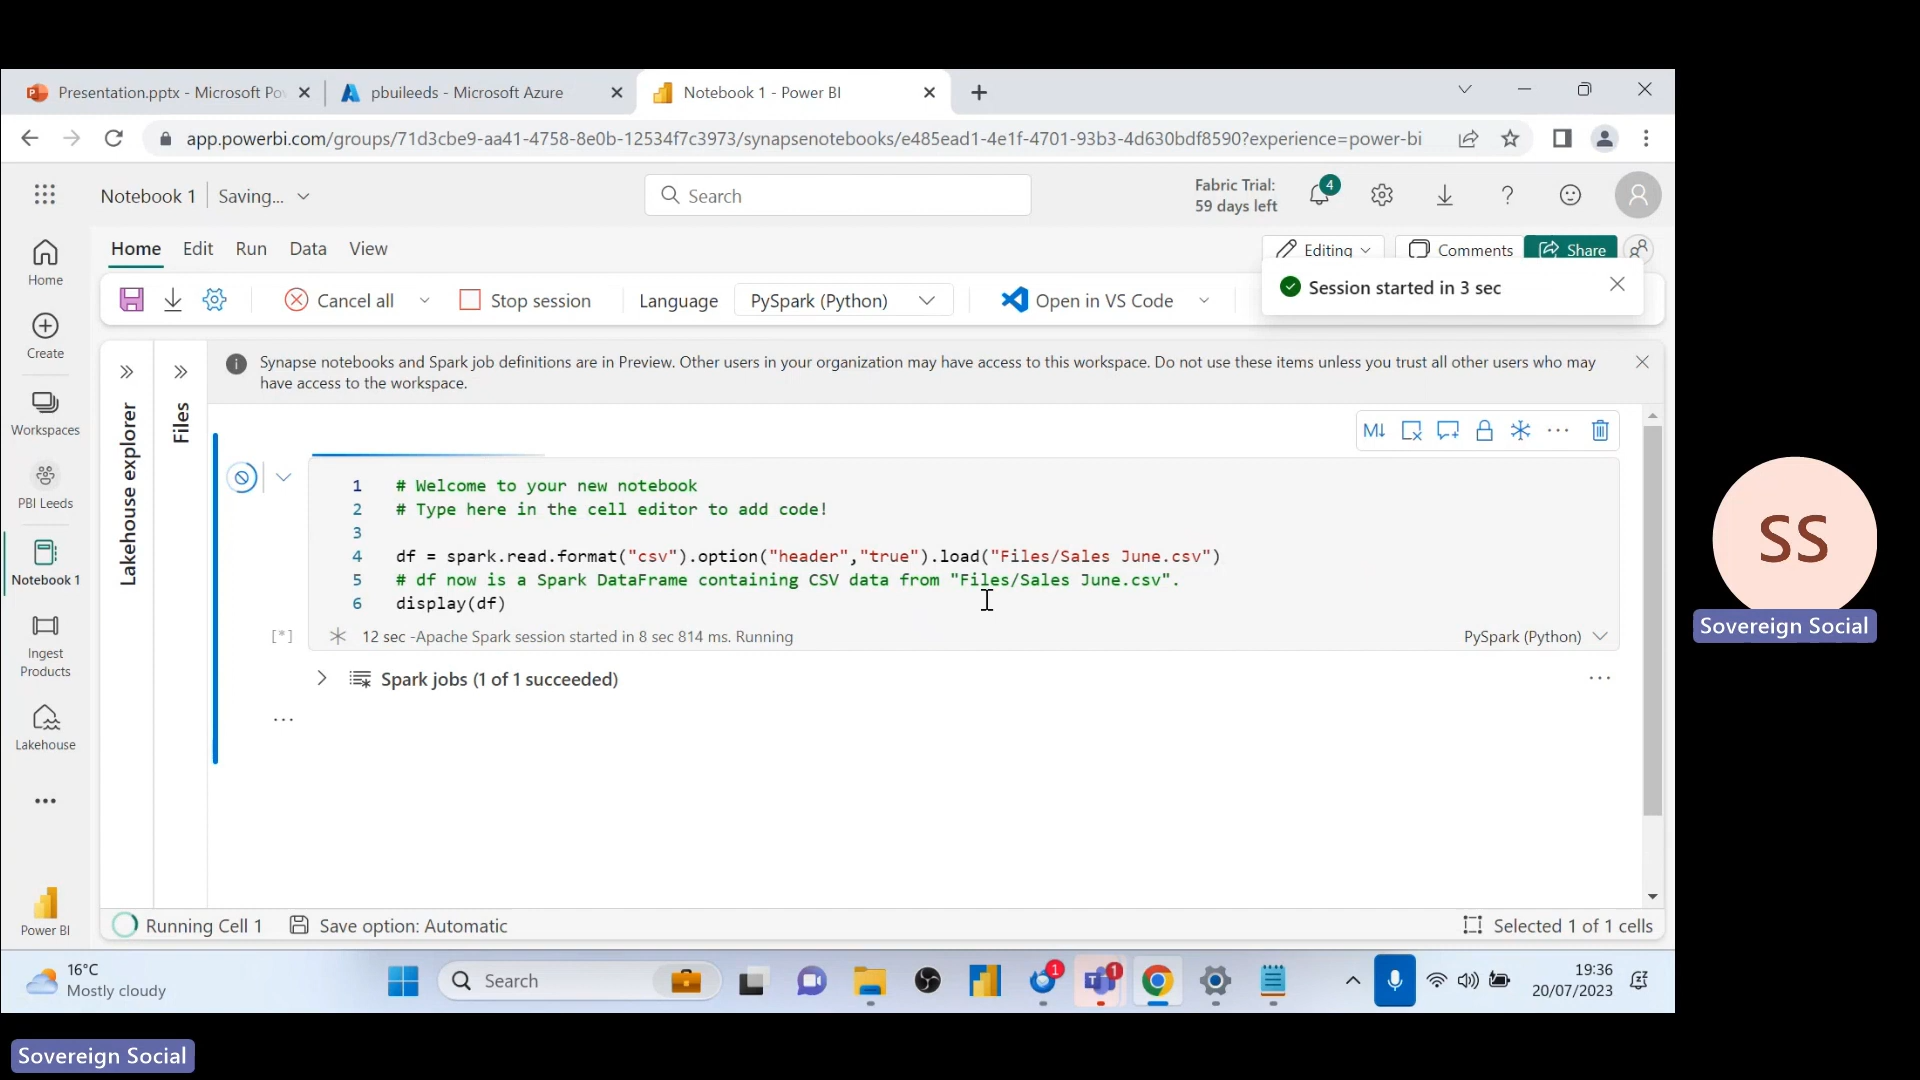 Presentation.pptx - Microsoft Po
pbuileeds - Microsoft Azure
Notebook 1 - Power BI
app.powerbi.com/groups/71d3cbe9-aa41-4758-8e0b-12534f7c3973/synapsenotebooks/e485ead1-4e1f-4701-93b3-4d630bdf8590?experience=power-bi
Notebook 1 Saving...
Search
Fabric Trial:
59 days left
4
Home Edit Run Data View
Editing Comments Share
Cancel all Stop session Language PySpark (Python) Open in VS Code
Session started in 3 sec
Home
Create
Workspaces
PBI Leeds
Notebook 1
Ingest
Products
Lakehouse
Power BI
Lakehouse explorer
Files
Synapse notebooks and Spark job definitions are in Preview. Other users in your organization may have access to this workspace. Do not use these items unless you trust all other users who may
have access to the workspace.
M↓
1 # Welcome to your new notebook
2 # Type here in the cell editor to add code!
3
4 df = spark.read.format("csv").option("header","true").load("Files/Sales June.csv")
5 # df now is a Spark DataFrame containing CSV data from "Files/Sales June.csv".
6 display(df)
[*] 12 sec -Apache Spark session started in 8 sec 814 ms. Running PySpark (Python)
Spark jobs (1 of 1 succeeded)
Running Cell 1 Save option: Automatic Selected 1 of 1 cells
16°C
Mostly cloudy
Search
1
1
19:36
20/07/2023
SS
Sovereign Social
Sovereign Social